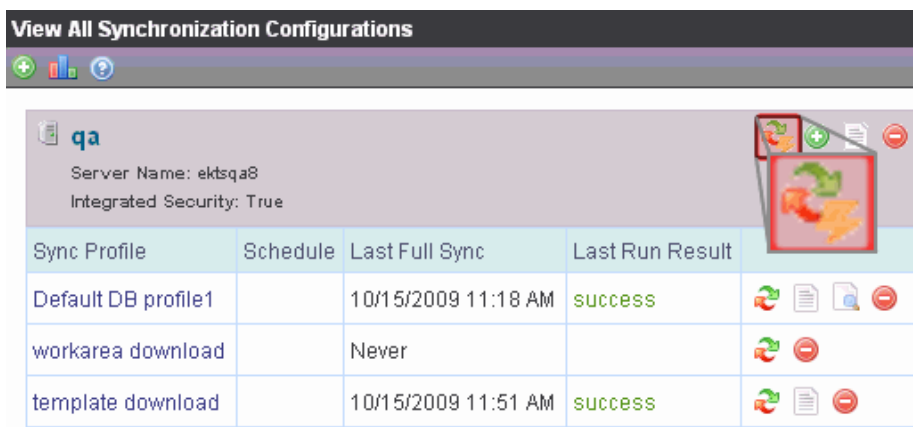 View All Synchronization Configurations
qa
Server Name: ektsqa8
Integrated Security: True
Sync Profile Schedule Last Full Sync Last Run Result
Default DB profile1 10/15/2009 11:18 AM success
workarea download Never
template download 10/15/2009 11:51 AM success